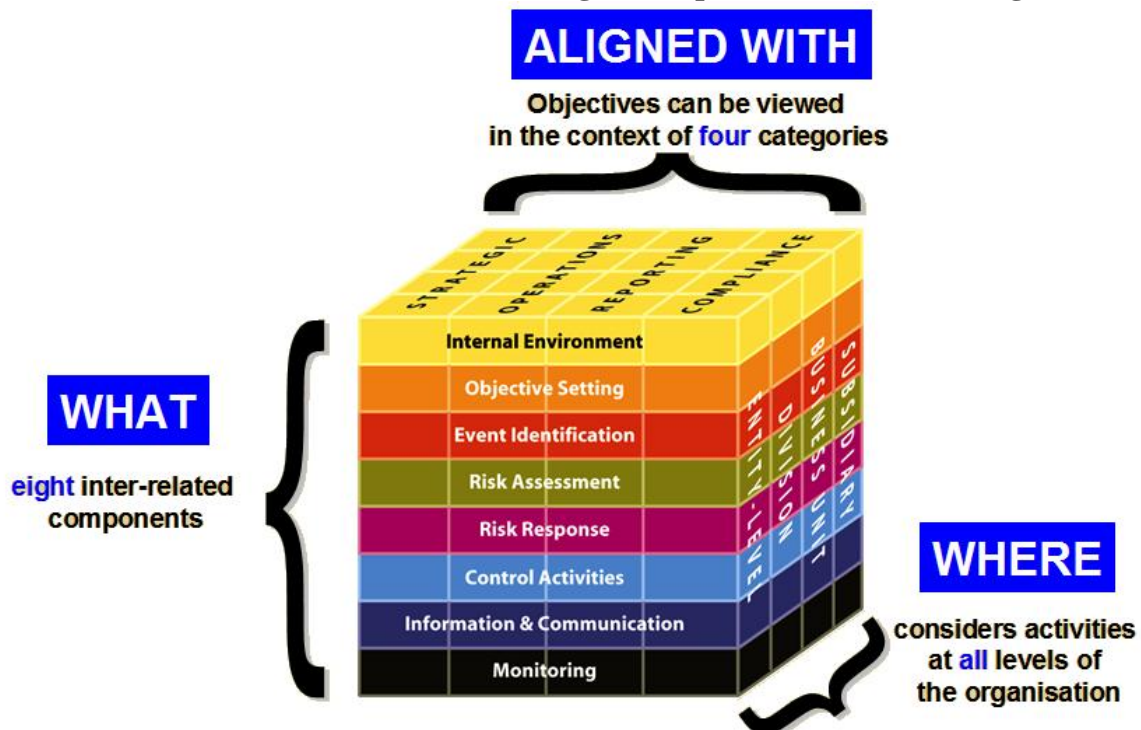 ALIGNED WITH
Objectives can be viewed
in the context of four categories
STRATEGIC
OPERATIONS
REPORTING
COMPLIANCE
WHAT
eight inter-related
components
Internal Environment
Objective Setting
Event Identification
Risk Assessment
Risk Response
Control Activities
Information & Communication
Monitoring
ENTITY-LEVEL
DIVISION
BUSINESS UNIT
SUBSIDIARY
WHERE
considers activities
at all levels of
the organisation